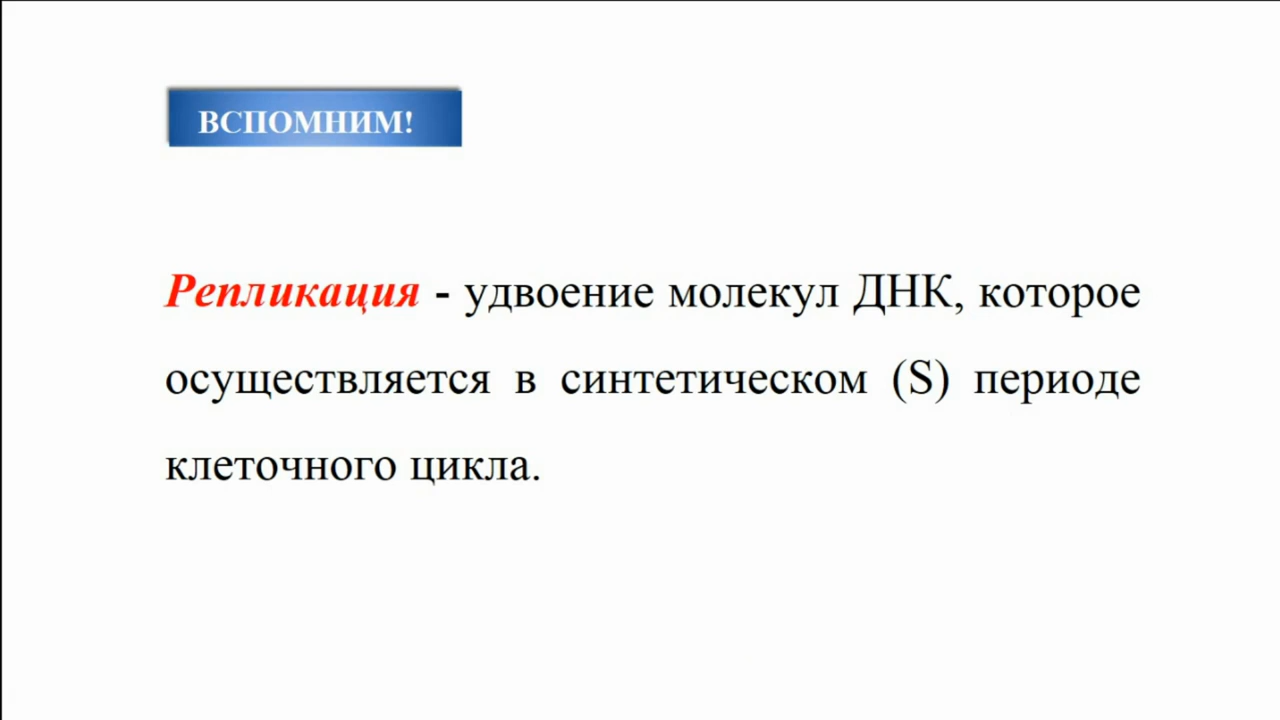 ВСПОМНИМ!
Репликация - удвоение молекул ДНК, которое
осуществляется в синтетическом (S) периоде
клеточного цикла.